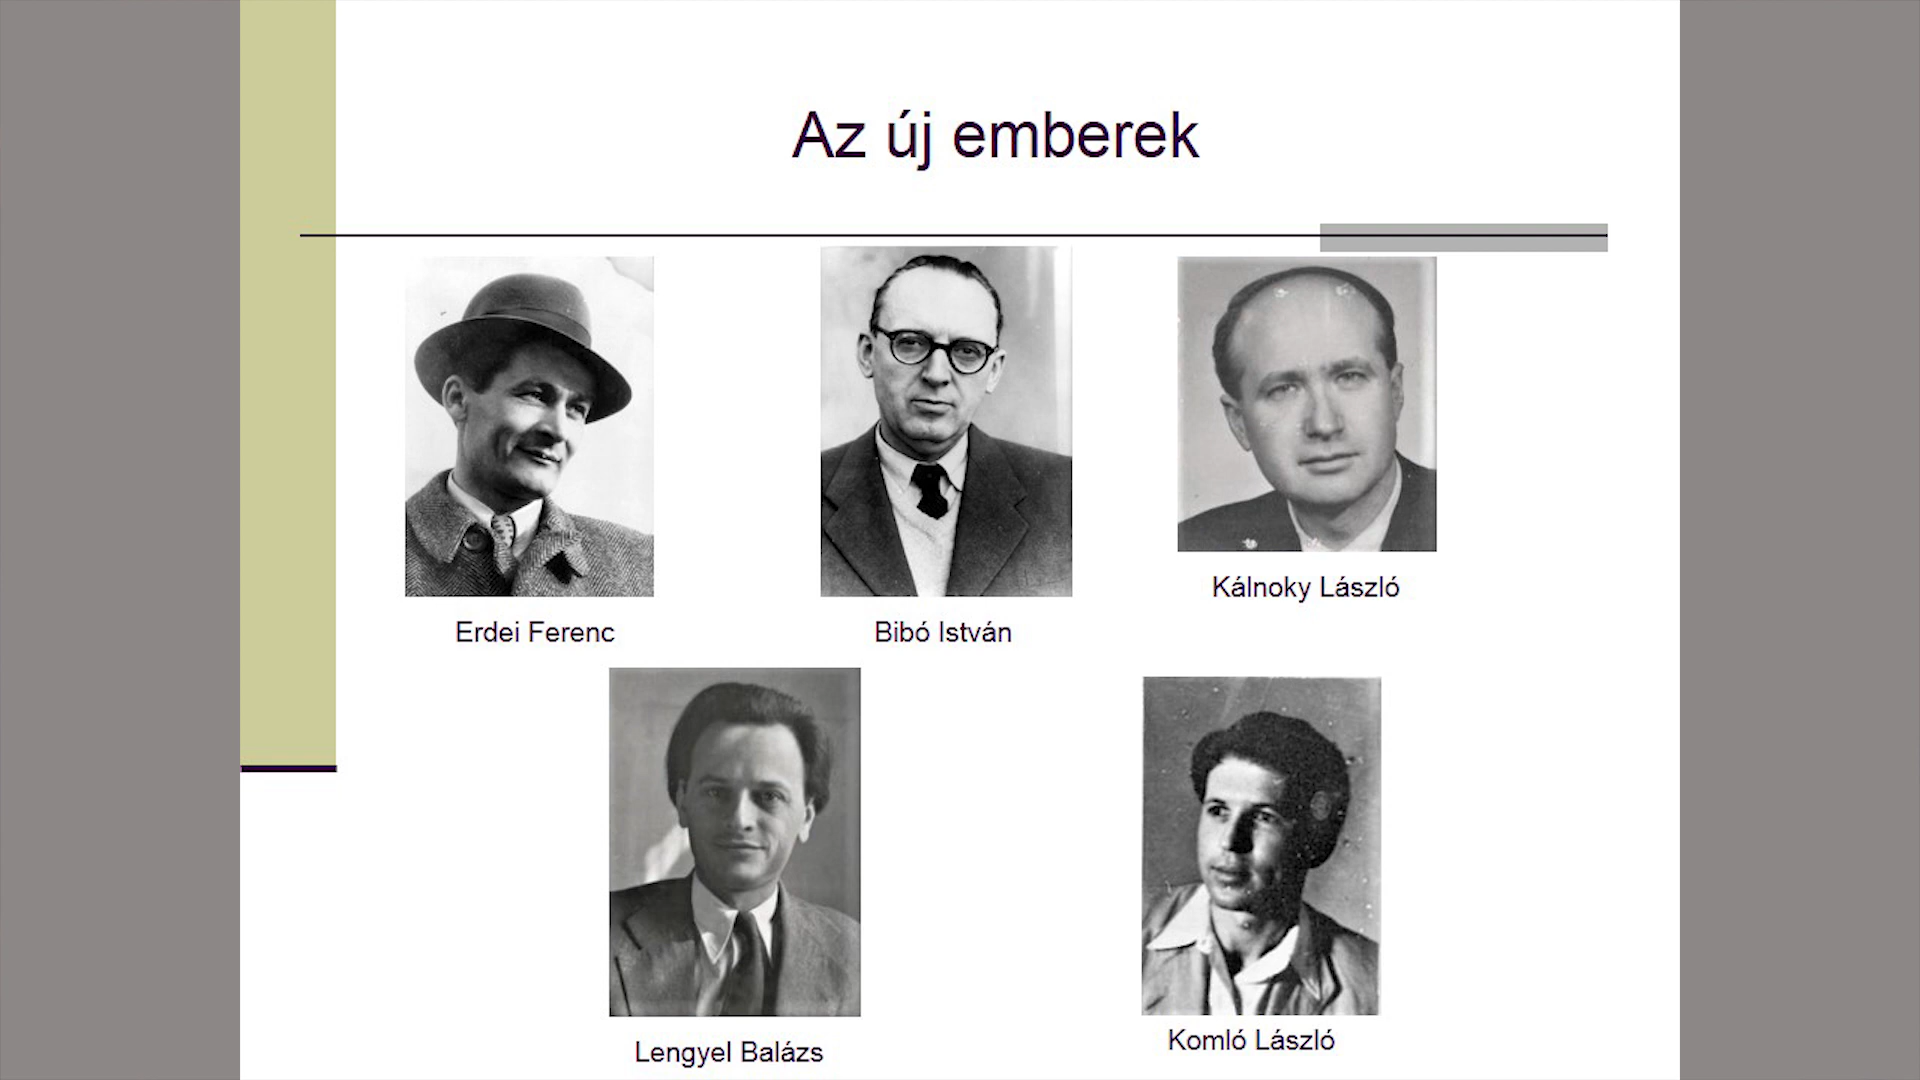 Az új emberek
Erdei Ferenc
Bibó István
Kálnoky László
Lengyel Balázs
Komló László